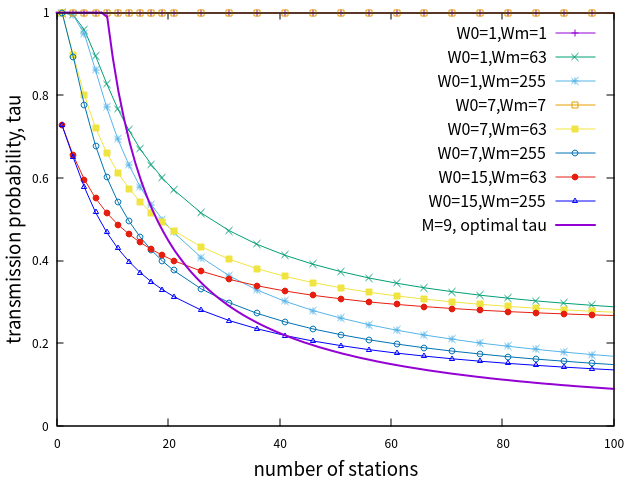 1
0.8
0.6
0.4
0.2
0
0
20
40
60
80
100
transmission probability, tau
number of stations
W0=1,Wm=1
W0=1,Wm=63
W0=1,Wm=255
W0=7,Wm=7
W0=7,Wm=63
W0=7,Wm=255
W0=15,Wm=63
W0=15,Wm=255
M=9, optimal tau